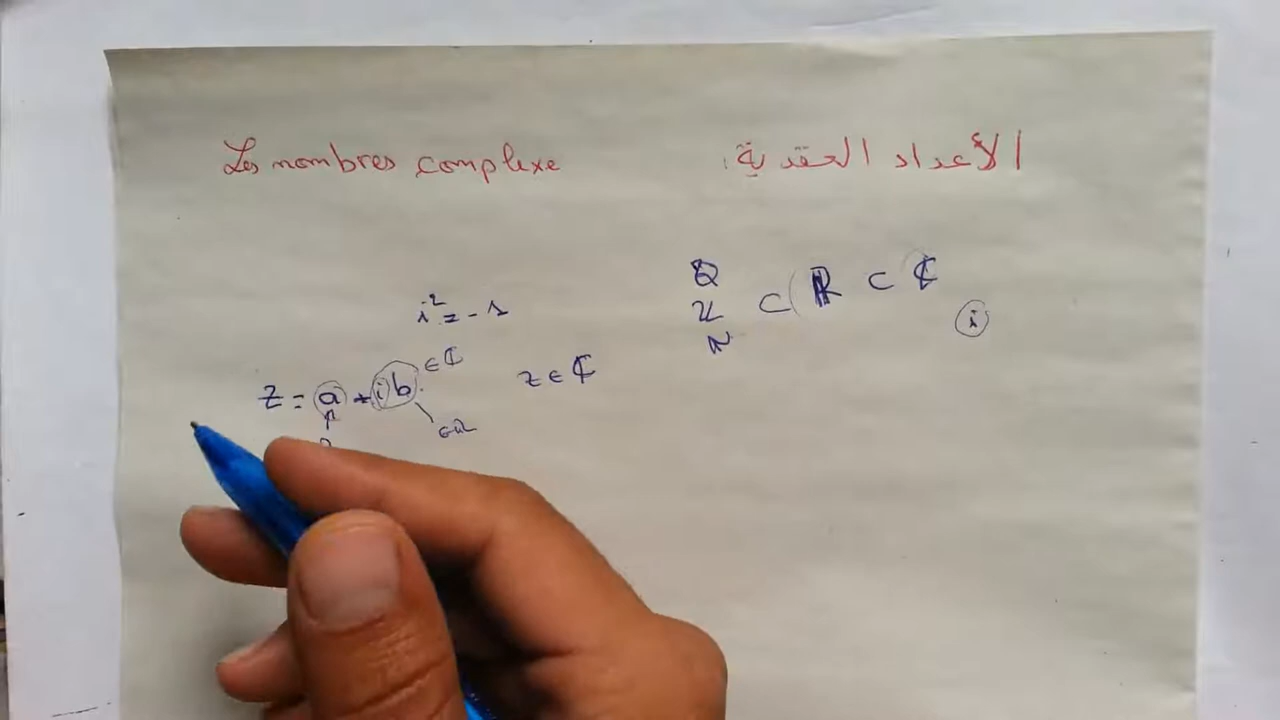 Les nombres complexe
الأعداد العقدية:
Q
Z ⊂ ℝ ⊂ ℂ
N
i
i² = -1
z = a + ib ∈ ℂ
z ∈ ℂ
∈ℝ